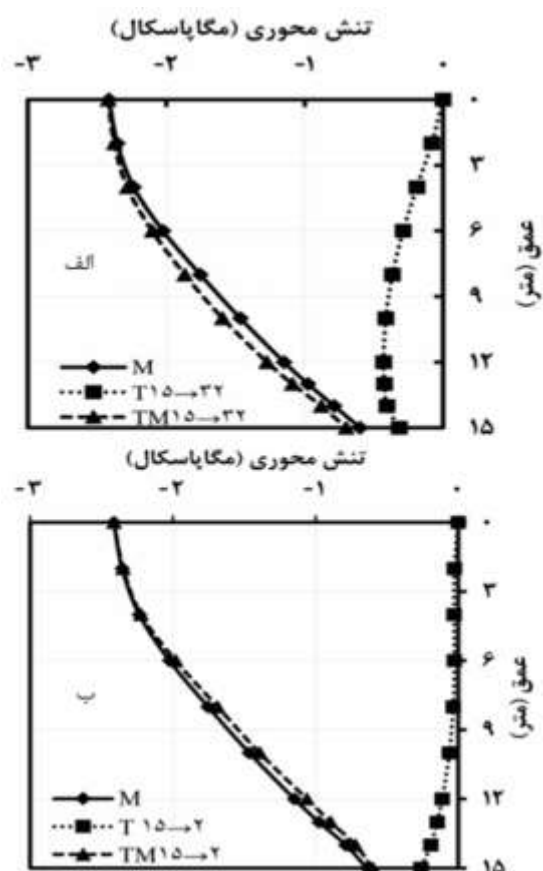 تنش محوری (مگاپاسکال)
-۳ -۲ -۱ ۰
۰
۳
۶
۹
۱۲
۱۵
عمق (متر)
الف
M
T۱۵→۳۲
TM۱۵→۳۲
تنش محوری (مگاپاسکال)
-۳ -۲ -۱ ۰
۰
۳
۶
۹
۱۲
۱۵
عمق (متر)
ب
M
T ۱۵→۲
TM۱۵→۲